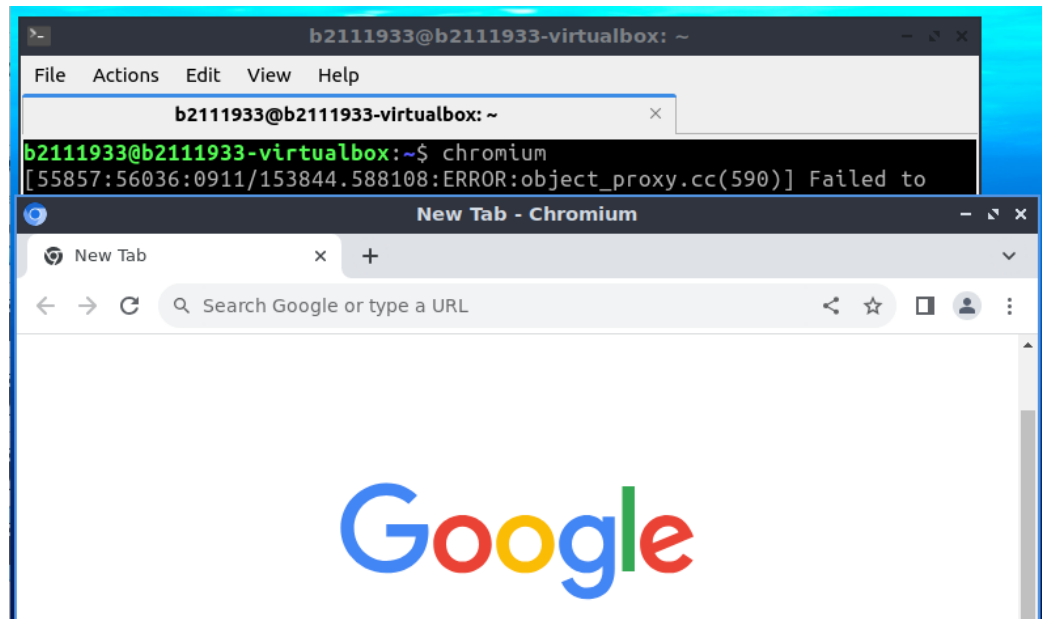 b2111933@b2111933-virtualbox: ~
File Actions Edit View Help
b2111933@b2111933-virtualbox: ~
b2111933@b2111933-virtualbox:~$ chromium
[55857:56036:0911/153844.588108:ERROR:object_proxy.cc(590)] Failed to
New Tab - Chromium
New Tab
Search Google or type a URL
Google